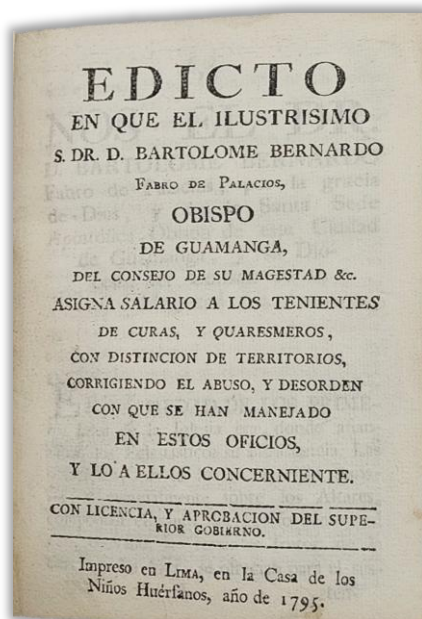 EDICTO
EN QUE EL ILUSTRISIMO
S. DR. D. BARTOLOME BERNARDO
FABRO DE PALACIOS,
OBISPO
DE GUAMANGA,
DEL CONSEJO DE SU MAGESTAD &c.
ASIGNA SALARIO A LOS TENIENTES
DE CURAS, Y QUARESMEROS,
CON DISTINCION DE TERRITORIOS,
CORRIGIENDO EL ABUSO, Y DESORDEN
CON QUE SE HAN MANEJADO
EN ESTOS OFICIOS,
Y LO A ELLOS CONCERNIENTE.
CON LICENCIA, Y APROBACION DEL SUPE-
RIOR GOBIERNO.
Impreso en LIMA, en la Casa de los
Niños Huérfanos, año de 1795.